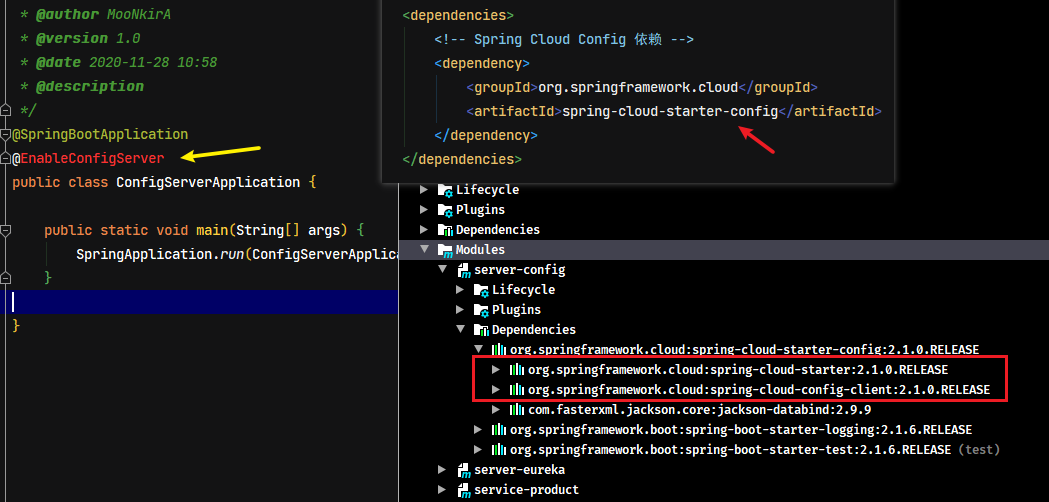 * @author MooNkirA
* @version 1.0
* @date 2020-11-28 10:58
* @description
*/
@SpringBootApplication
@EnableConfigServer
public class ConfigServerApplication {
public static void main(String[] args) {
SpringApplication.run(ConfigServerApplica
}
}
<dependencies>
<!-- Spring Cloud Config 依赖 -->
<dependency>
<groupId>org.springframework.cloud</groupId>
<artifactId>spring-cloud-starter-config</artifactId>
</dependency>
</dependencies>
Lifecycle
Plugins
Dependencies
Modules
server-config
Lifecycle
Plugins
Dependencies
org.springframework.cloud:spring-cloud-starter-config:2.1.0.RELEASE
org.springframework.cloud:spring-cloud-starter:2.1.0.RELEASE
org.springframework.cloud:spring-cloud-config-client:2.1.0.RELEASE
com.fasterxml.jackson.core:jackson-databind:2.9.9
org.springframework.boot:spring-boot-starter-logging:2.1.6.RELEASE
org.springframework.boot:spring-boot-starter-test:2.1.6.RELEASE (test)
server-eureka
service-product